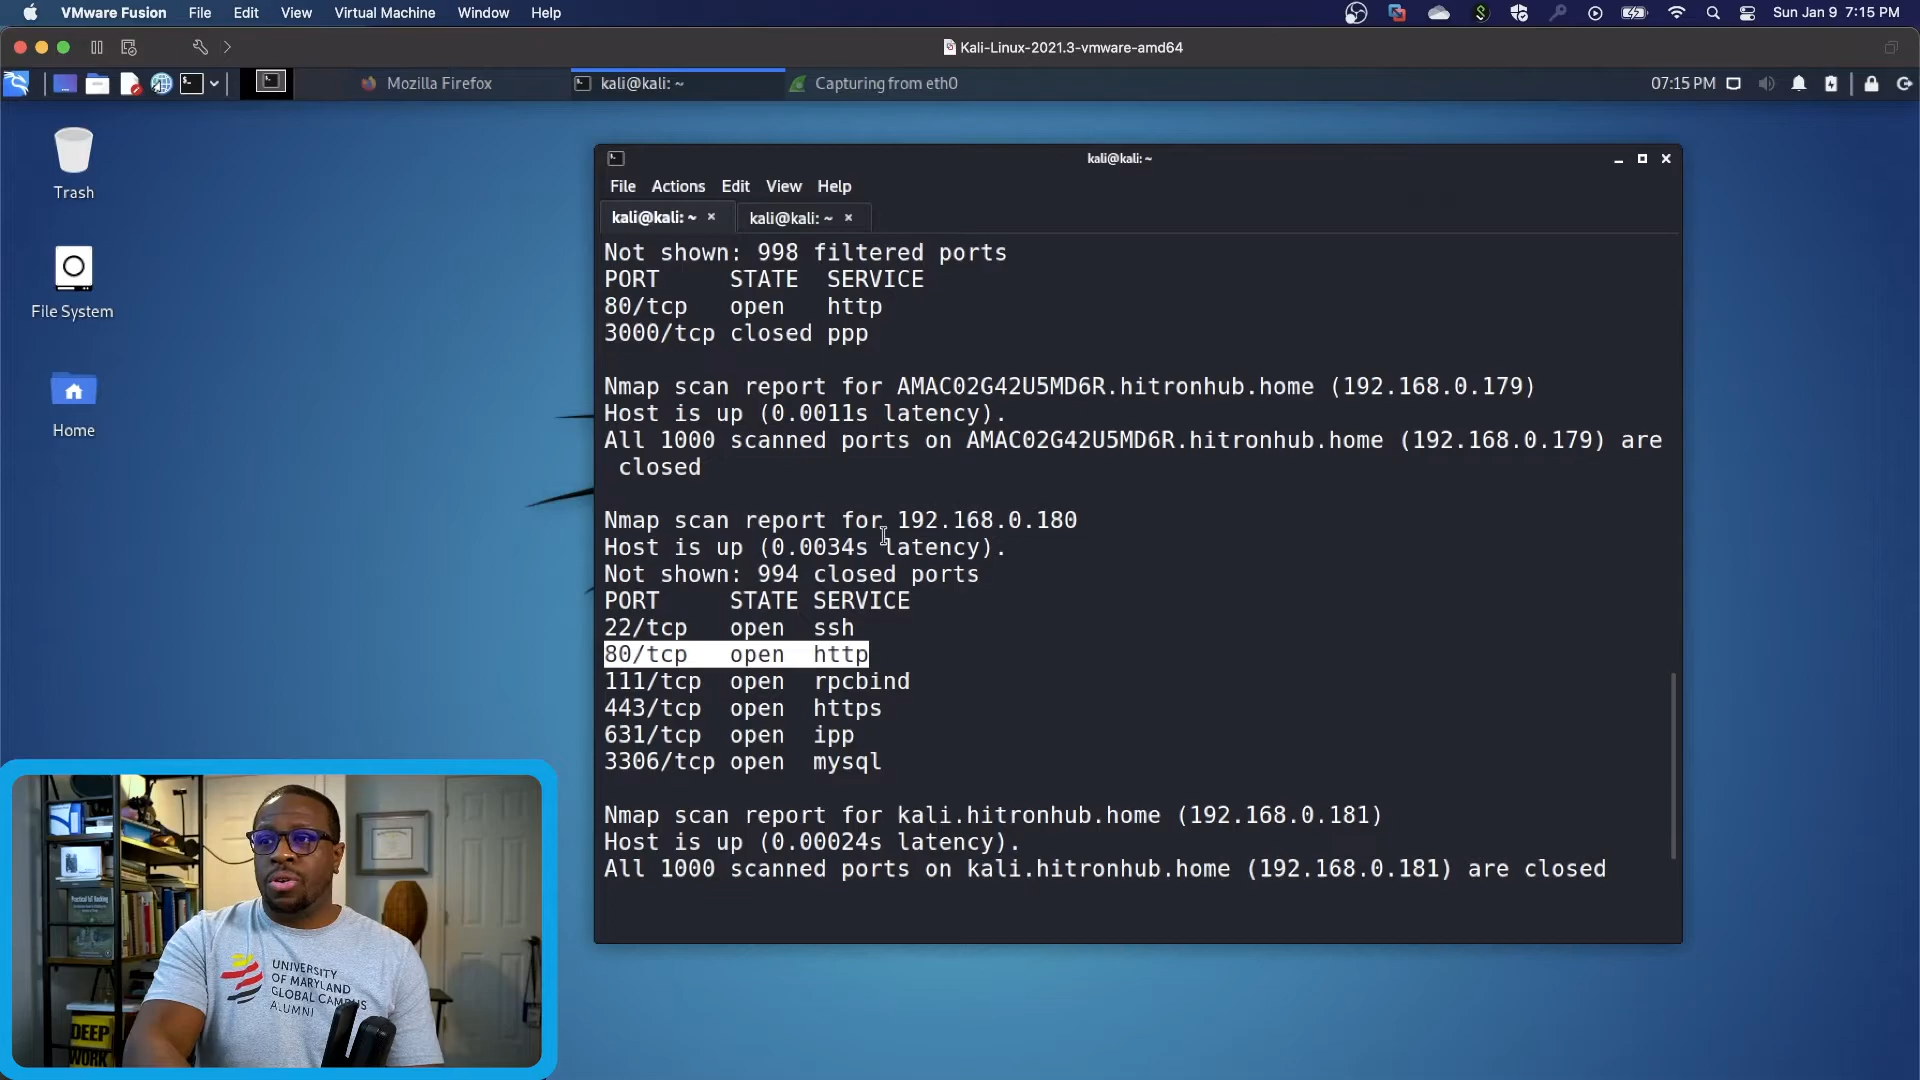 VMware Fusion File Edit View Virtual Machine Window Help
Sun Jan 9 7:15 PM
Kali-Linux-2021.3-vmware-amd64
Mozilla Firefox
kali@kali: ~
Capturing from eth0
07:15 PM
Trash
File System
Home
kali@kali: ~
File Actions Edit View Help
kali@kali: ~ ×
kali@kali: ~ ×
Not shown: 998 filtered ports
PORT STATE SERVICE
80/tcp open http
3000/tcp closed ppp
Nmap scan report for AMAC02G42U5MD6R.hitronhub.home (192.168.0.179)
Host is up (0.0011s latency).
All 1000 scanned ports on AMAC02G42U5MD6R.hitronhub.home (192.168.0.179) are
closed
Nmap scan report for 192.168.0.180
Host is up (0.0034s latency).
Not shown: 994 closed ports
PORT STATE SERVICE
22/tcp open ssh
80/tcp open http
111/tcp open rpcbind
443/tcp open https
631/tcp open ipp
3306/tcp open mysql
Nmap scan report for kali.hitronhub.home (192.168.0.181)
Host is up (0.00024s latency).
All 1000 scanned ports on kali.hitronhub.home (192.168.0.181) are closed
Practical IoT Hacking
UNIVERSITY
OF MARYLAND
GLOBAL CAMPUS
ALUMNI
DEEP
WORK